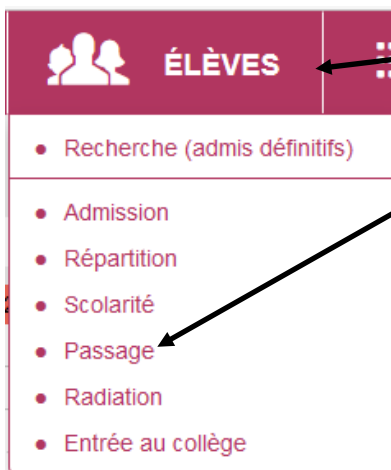 ÉLÈVES
Recherche (admis définitifs)
Admission
Répartition
Scolarité
Passage
Radiation
Entrée au collège